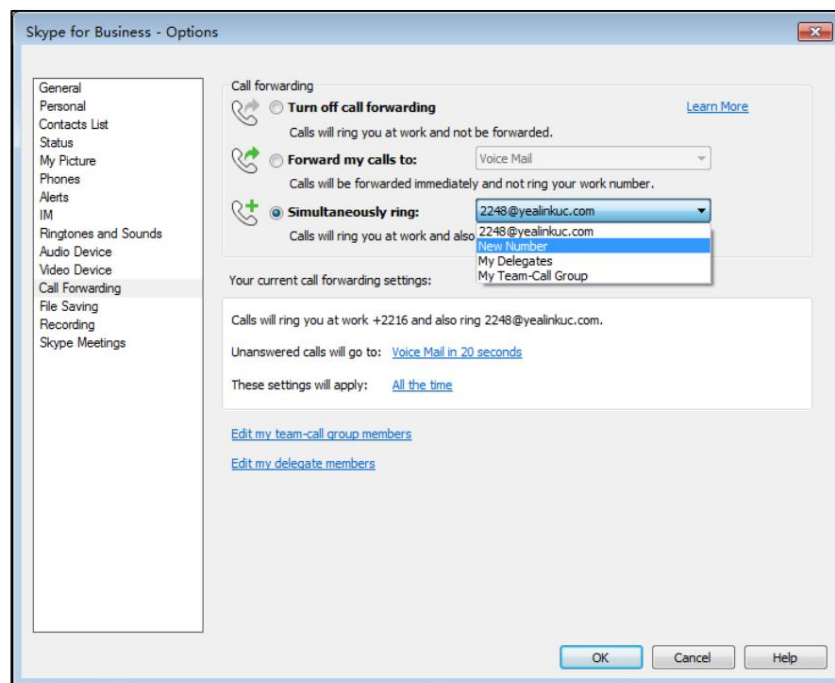 Skype for Business - Options
General
Personal
Contacts List
Status
My Picture
Phones
Alerts
IM
Ringtones and Sounds
Audio Device
Video Device
Call Forwarding
File Saving
Recording
Skype Meetings
Call forwarding
Turn off call forwarding
Learn More
Calls will ring you at work and not be forwarded.
Forward my calls to:
Voice Mail
Calls will be forwarded immediately and not ring your work number.
Simultaneously ring:
2248@yealinkuc.com
Calls will ring you at work and also
2248@yealinkuc.com
New Number
My Delegates
My Team-Call Group
Your current call forwarding settings:
Calls will ring you at work +2216 and also ring 2248@yealinkuc.com.
Unanswered calls will go to: Voice Mail in 20 seconds
These settings will apply: All the time
Edit my team-call group members
Edit my delegate members
OK
Cancel
Help